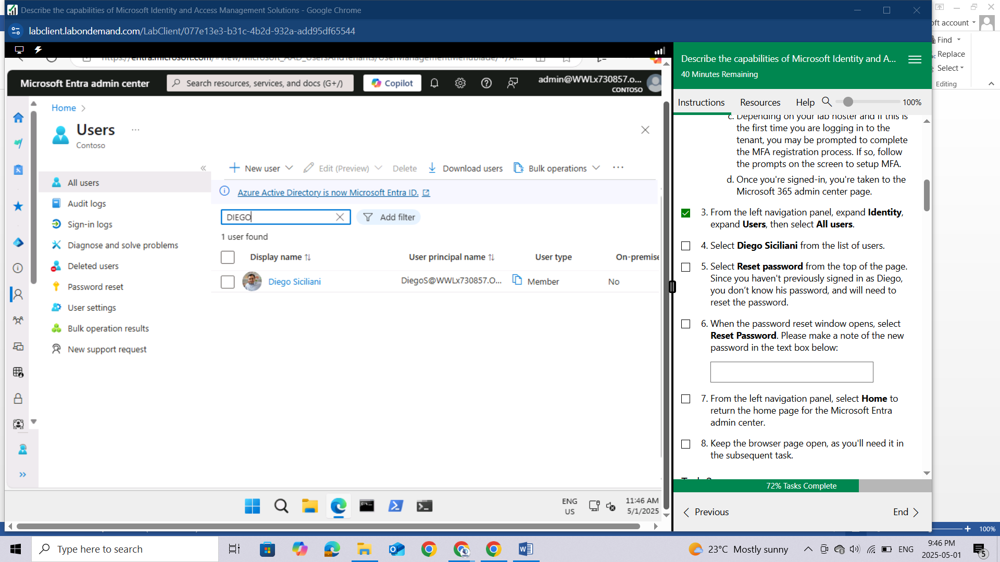 Describe the capabilities of Microsoft Identity and Access Management Solutions - Google Chrome
labclient.labondemand.com/LabClient/077e13e3-b31c-4b2d-932a-add95df65544
Microsoft Entra admin center
Search resources, services, and docs (G+/)
Copilot
admin@WWLx730857.o...
CONTOSO
Home
Users
...
Contoso
New user
Edit (Preview)
Delete
Download users
Bulk operations
...
All users
Audit logs
Sign-in logs
Diagnose and solve problems
Deleted users
Password reset
User settings
Bulk operation results
New support request
Azure Active Directory is now Microsoft Entra ID.
DIEGO
Add filter
1 user found
Display name
User principal name
User type
On-premise
Diego Siciliani
DiegoS@WWLx730857.O...
Member
No
ENG
US
11:46 AM
5/1/2025
Describe the capabilities of Microsoft Identity and A...
40 Minutes Remaining
Instructions
Resources
Help
100%
c. Depending on your lab hoster and if this is
the first time you are logging in to the
tenant, you may be prompted to complete
the MFA registration process. If so, follow
the prompts on the screen to setup MFA.
d. Once you're signed-in, you're taken to the
Microsoft 365 admin center page.
3. From the left navigation panel, expand Identity,
expand Users, then select All users.
4. Select Diego Siciliani from the list of users.
5. Select Reset password from the top of the page.
Since you haven't previously signed in as Diego,
you don’t know his password, and will need to
reset the password.
6. When the password reset window opens, select
Reset Password. Please make a note of the new
password in the text box below:
7. From the left navigation panel, select Home to
return the home page for the Microsoft Entra
admin center.
8. Keep the browser page open, as you'll need it in
the subsequent task.
72% Tasks Complete
Previous
End
oft account
Find
Replace
Select
Editing
100%
Type here to search
23°C Mostly sunny
ENG
9:46 PM
2025-05-01
5